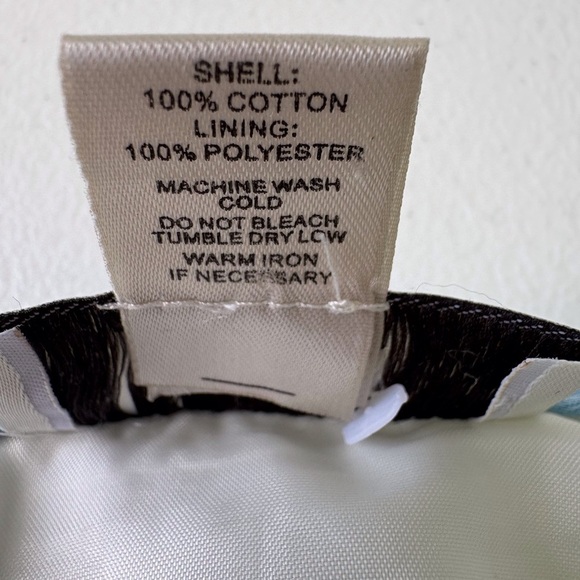 SHELL:
100% COTTON
LINING:
100% POLYESTER
MACHINE WASH
COLD
DO NOT BLEACH
TUMBLE DRY LOW
WARM IRON
IF NECESSARY